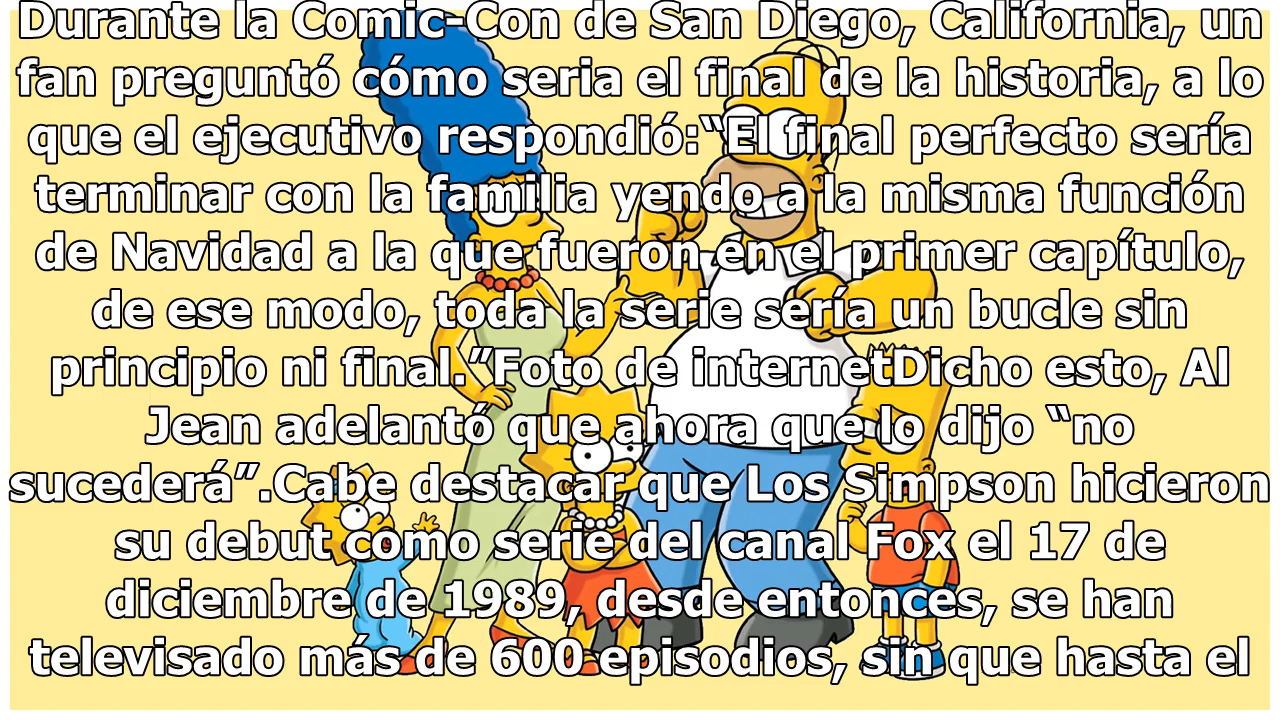 Durante la Comic-Con de San Diego, California, un
fan preguntó cómo seria el final de la historia, a lo
que el ejecutivo respondió:“El final perfecto sería
terminar con la familia yendo a la misma función
de Navidad a la que fueron en el primer capítulo,
de ese modo, toda la serie sería un bucle sin
principio ni final.”Foto de internetDicho esto, Al
Jean adelantó que ahora que lo dijo “no
sucederá”.Cabe destacar que Los Simpson hicieron
su debut como serie del canal Fox el 17 de
diciembre de 1989, desde entonces, se han
televisado más de 600 episodios, sin que hasta el